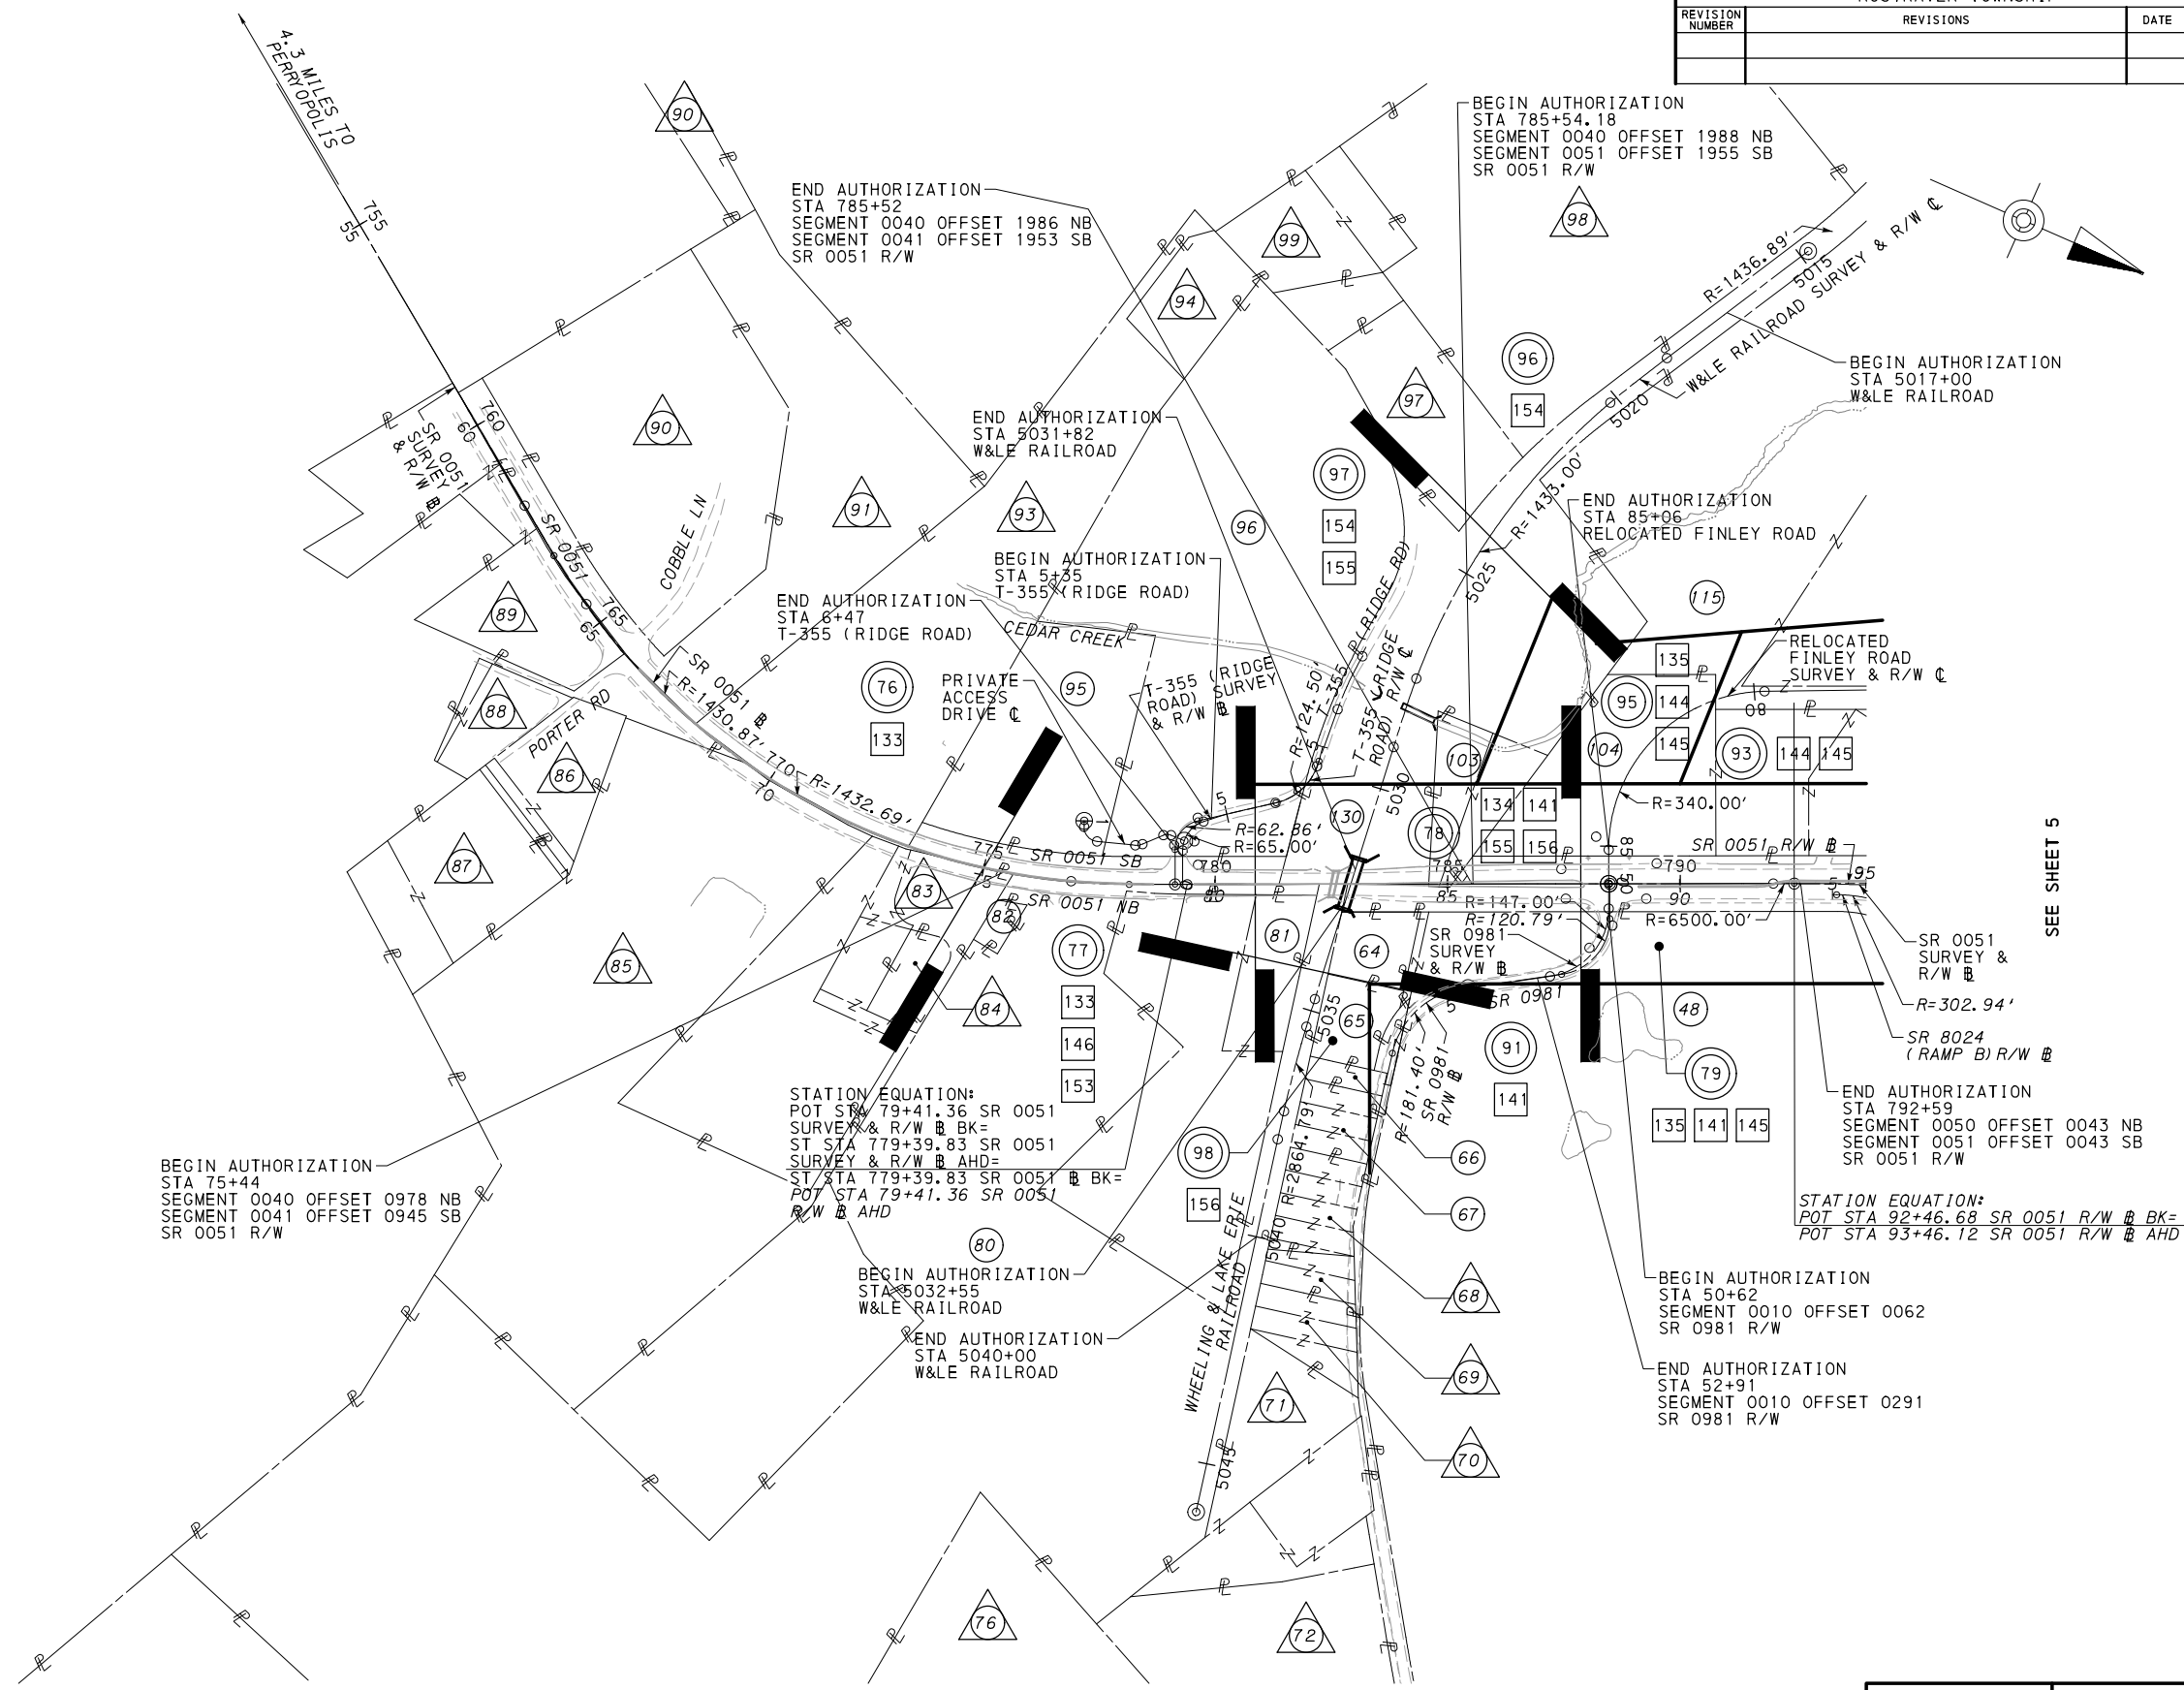 REVISION
NUMBER
REVISIONS
DATE
4.3 MILES TO
PERRYOPOLIS
755
55
90
END AUTHORIZATION
STA 785+52
SEGMENT 0040 OFFSET 1986 NB
SEGMENT 0041 OFFSET 1953 SB
SR 0051 R/W
BEGIN AUTHORIZATION
STA 785+54.18
SEGMENT 0040 OFFSET 1988 NB
SEGMENT 0051 OFFSET 1955 SB
SR 0051 R/W
98
99
94
R=1436.89'
5015
W&LE RAILROAD SURVEY & R/W ℄
BEGIN AUTHORIZATION
STA 5017+00
W&LE RAILROAD
5020
96
154
97
760
60
SR 0051
SURVEY
& R/W
90
SR 0051
COBBLE LN
91
93
END AUTHORIZATION
STA 5031+82
W&LE RAILROAD
97
154
155
96
R=1433.00'
5025
END AUTHORIZATION
STA 85+06
RELOCATED FINLEY ROAD
BEGIN AUTHORIZATION
STA 5+35
T-355 (RIDGE ROAD)
END AUTHORIZATION
STA 6+47
T-355 (RIDGE ROAD)
CEDAR CREEK
89
765
65
SR 0051
R=1430.87'
88
PORTER RD
86
87
85
770
70
R=1432.69'
76
133
PRIVATE
ACCESS
DRIVE ℄
95
T-355 (RIDGE
ROAD) SURVEY
& R/W
R=124.50'
T-355 (RIDGE RD)
T-355 (RIDGE
ROAD) R/W ℄
5
5
5030
115
RELOCATED
FINLEY ROAD
SURVEY & R/W ℄
80
135
144
145
95
93
144
145
104
103
134
141
155
156
78
130
R=340.00'
R=62.86'
R=65.00'
775
75
SR 0051 SB
SR 0051 NB
780
80
785
85
85
50
790
90
SR 0051 R/W
95
5
R=147.00'
R=120.79'
R=6500.00'
SR 0981
SURVEY
& R/W
SR 0981
SR 0051
SURVEY &
R/W
R=302.94'
SR 8024
(RAMP B) R/W
SEE SHEET 5
83
82
84
77
133
146
153
81
64
65
5035
5
R=181.40'
SR 0981
R/W
91
141
48
79
135
141
145
END AUTHORIZATION
STA 792+59
SEGMENT 0050 OFFSET 0043 NB
SEGMENT 0051 OFFSET 0043 SB
SR 0051 R/W
STATION EQUATION:
POT STA 92+46.68 SR 0051 R/W BK=
POT STA 93+46.12 SR 0051 R/W AHD
STATION EQUATION:
POT STA 79+41.36 SR 0051
SURVEY & R/W BK=
ST STA 779+39.83 SR 0051
SURVEY & R/W AHD=
ST STA 779+39.83 SR 0051 BK=
POT STA 79+41.36 SR 0051
R/W AHD
BEGIN AUTHORIZATION
STA 75+44
SEGMENT 0040 OFFSET 0978 NB
SEGMENT 0041 OFFSET 0945 SB
SR 0051 R/W
98
156
R=2864.79'
66
67
68
69
70
80
BEGIN AUTHORIZATION
STA 5032+55
W&LE RAILROAD
END AUTHORIZATION
STA 5040+00
W&LE RAILROAD
WHEELING & LAKE ERIE
RAILROAD
5040
BEGIN AUTHORIZATION
STA 50+62
SEGMENT 0010 OFFSET 0062
SR 0981 R/W
END AUTHORIZATION
STA 52+91
SEGMENT 0010 OFFSET 0291
SR 0981 R/W
71
5045
76
72